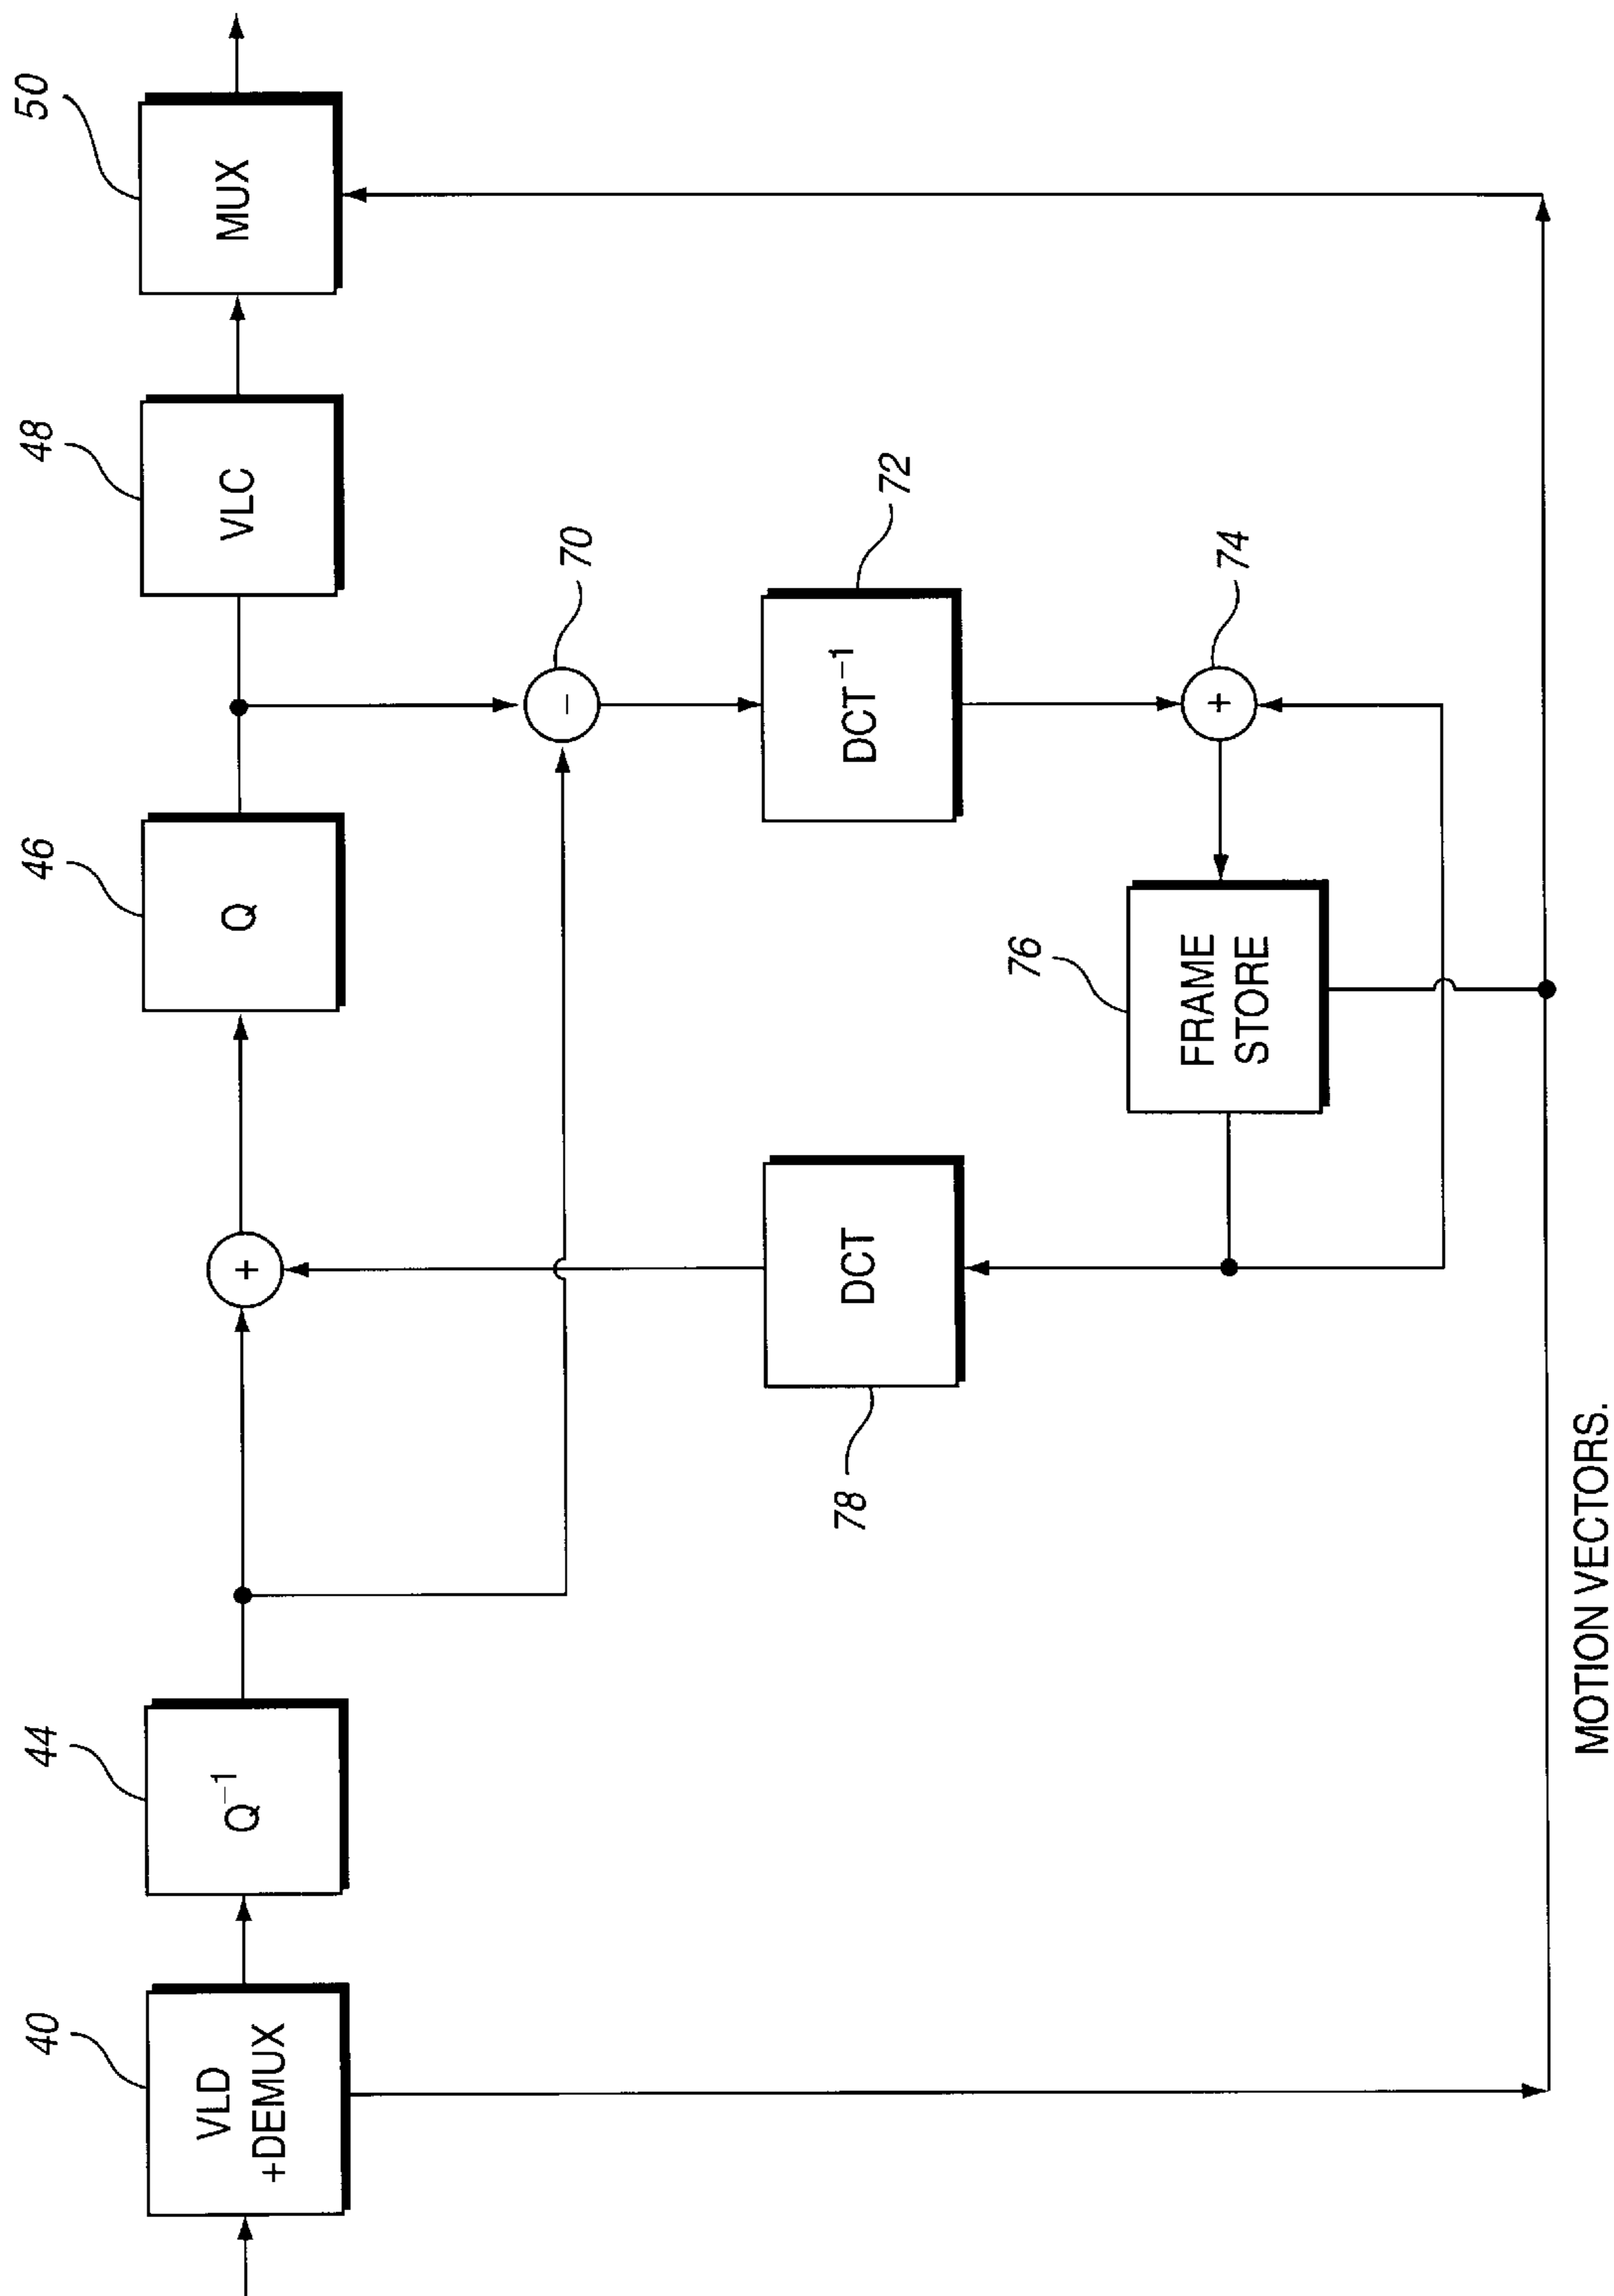 40
44
46
48
50
VLD
+DEMUX
Q⁻¹
+
Q
VLC
MUX
70
−
78
DCT
72
DCT⁻¹
74
+
76
FRAME
STORE
MOTION VECTORS.